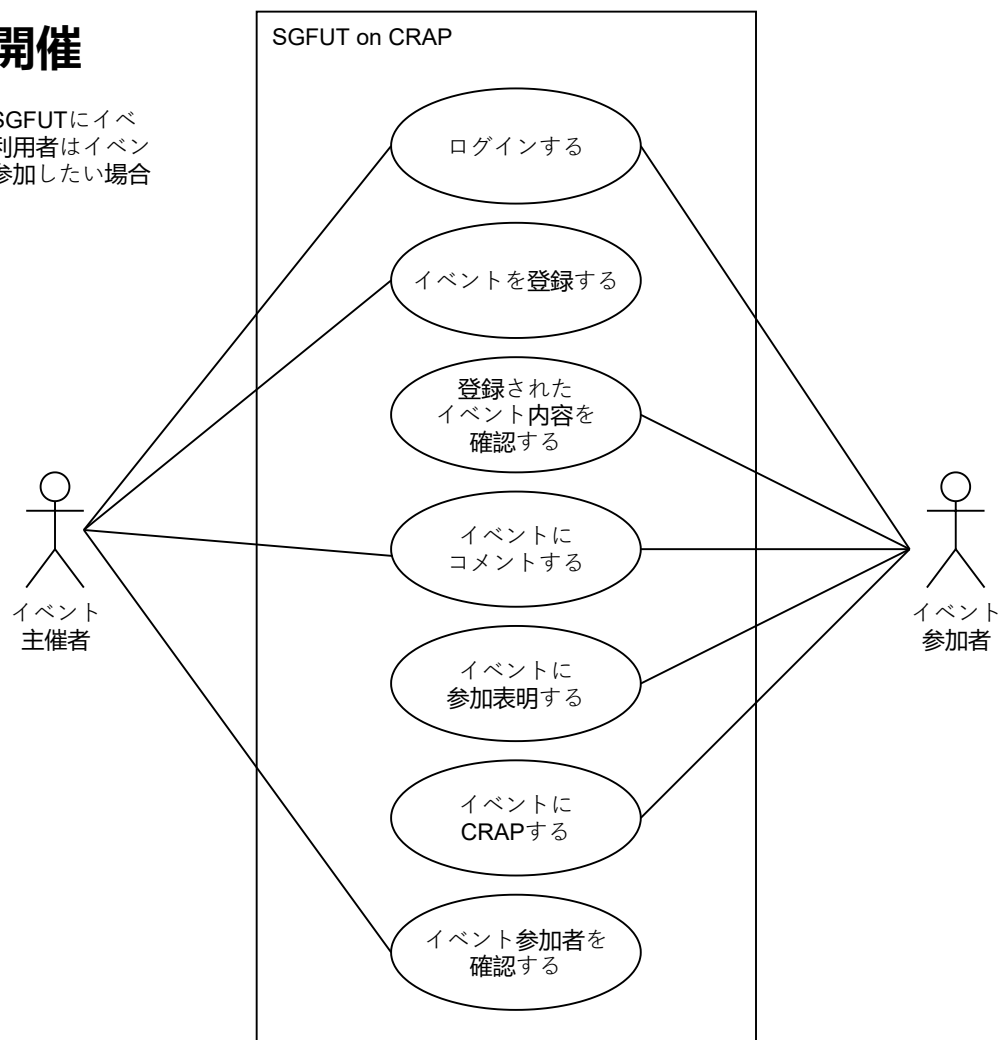 開催
SGFUTにイベ
利用者はイベン
参加したい場合
SGFUT on CRAP
ログインする
イベントを登録する
登録された
イベント内容を
確認する
イベントに
コメントする
イベントに
参加表明する
イベントに
CRAPする
イベント参加者を
確認する
イベント
主催者
イベント
参加者